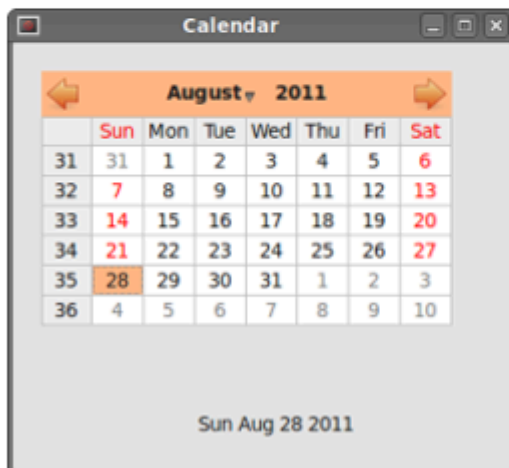 Calendar
August 2011
Sun Mon Tue Wed Thu Fri Sat
31 31 1 2 3 4 5 6
32 7 8 9 10 11 12 13
33 14 15 16 17 18 19 20
34 21 22 23 24 25 26 27
35 28 29 30 31 1 2 3
36 4 5 6 7 8 9 10
Sun Aug 28 2011